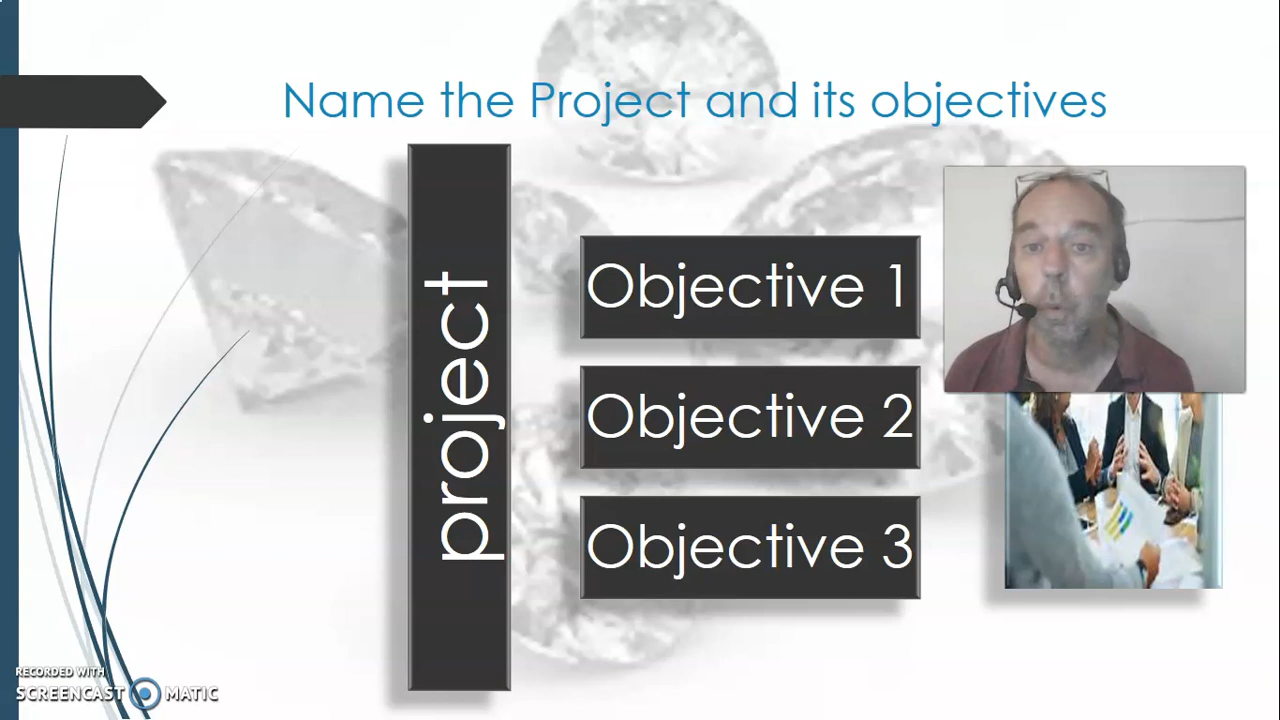 Name the Project and its objectives
project
Objective 1
Objective 2
Objective 3
RECORDED WITH
SCREENCAST MATIC